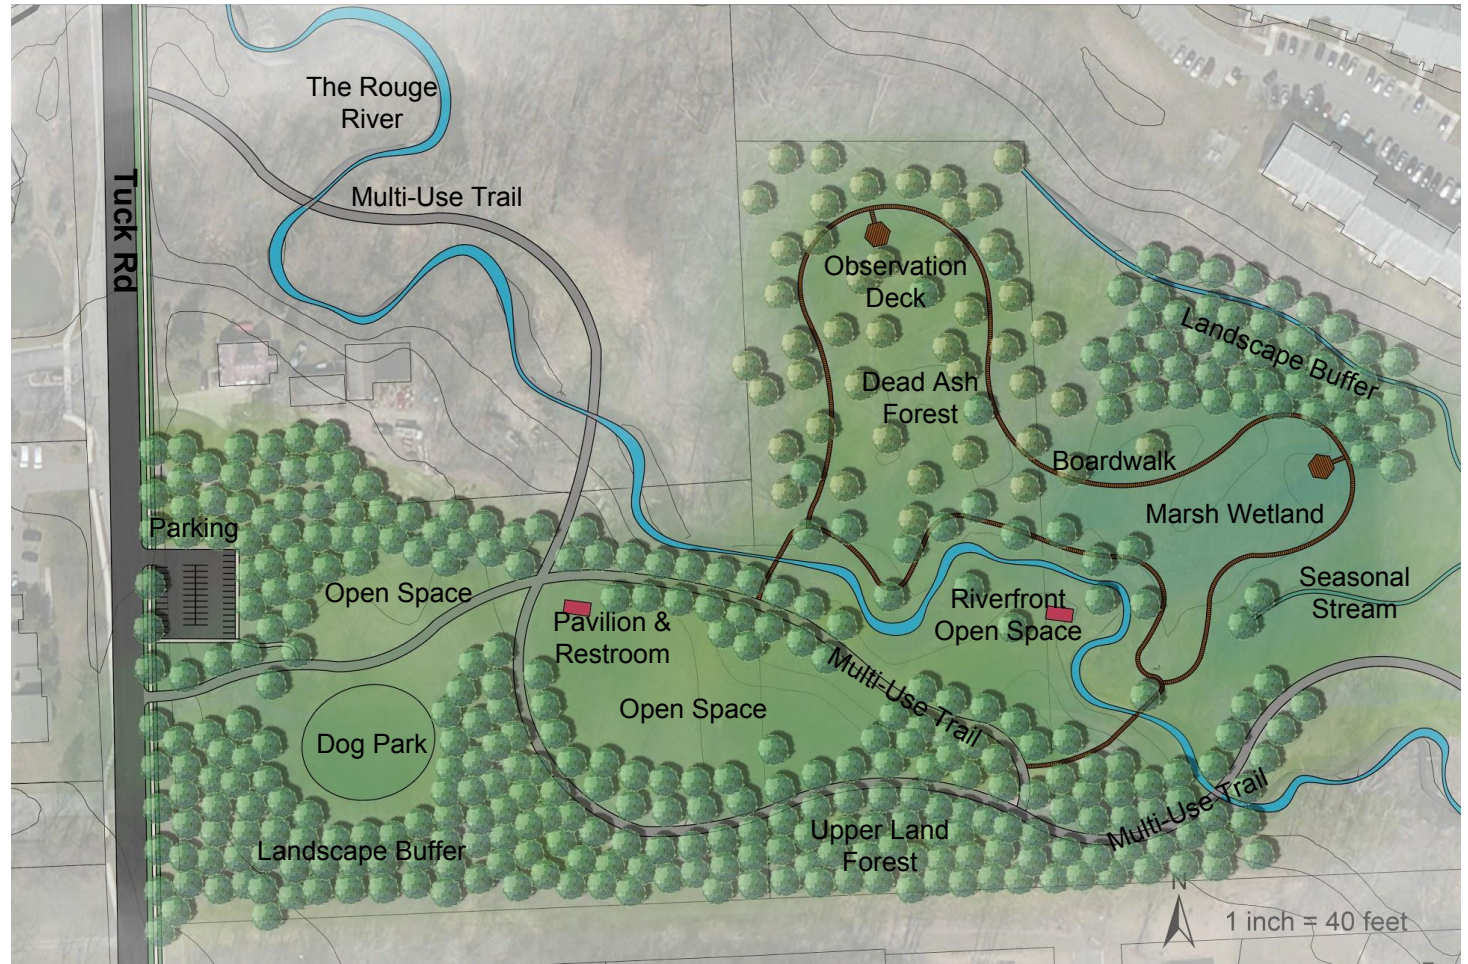 The Rouge
River
Multi-Use Trail
Tuck Rd
Observation
Deck
Landscape Buffer
Dead Ash
Forest
Boardwalk
Marsh Wetland
Parking
Open Space
Seasonal
Stream
Riverfront
Open Space
Pavilion &
Restroom
Multi-Use Trail
Open Space
Dog Park
Multi-Use Trail
Upper Land
Forest
Landscape Buffer
N
1 inch = 40 feet